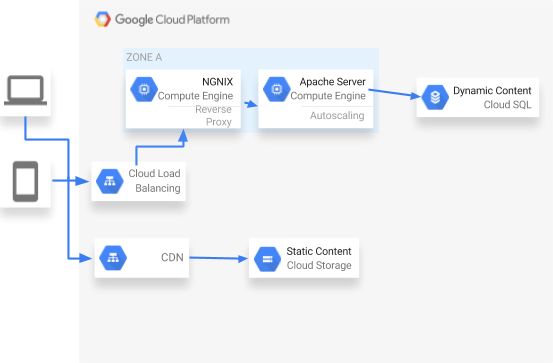 Google Cloud Platform
ZONE A
NGNIX
Compute Engine
Reverse
Proxy
Apache Server
Compute Engine
Autoscaling
Dynamic Content
Cloud SQL
Cloud Load
Balancing
CDN
Static Content
Cloud Storage